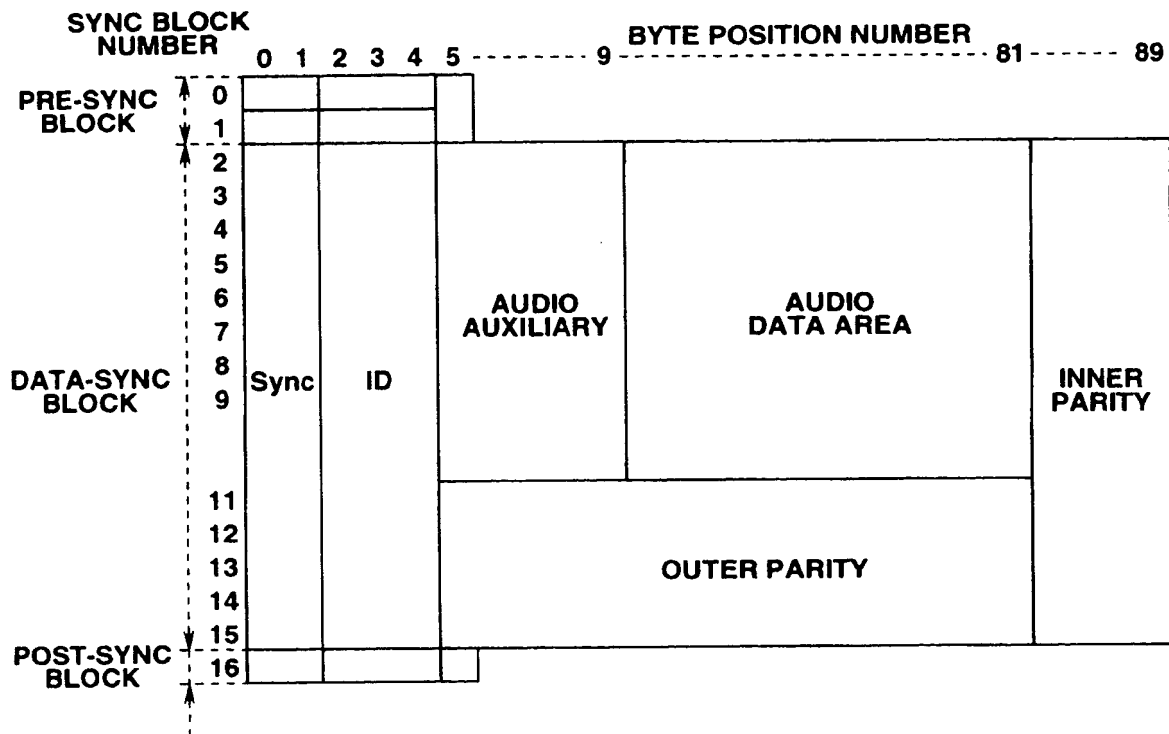 SYNC BLOCK
NUMBER
BYTE POSITION NUMBER
0 1 2 3 4 5 9 81 89
PRE-SYNC
BLOCK
0
1
2
3
4
5
6
7
8
9
11
12
13
14
15
16
AUDIO
AUXILIARY
AUDIO
DATA AREA
DATA-SYNC
BLOCK
Sync
ID
INNER
PARITY
OUTER PARITY
POST-SYNC
BLOCK